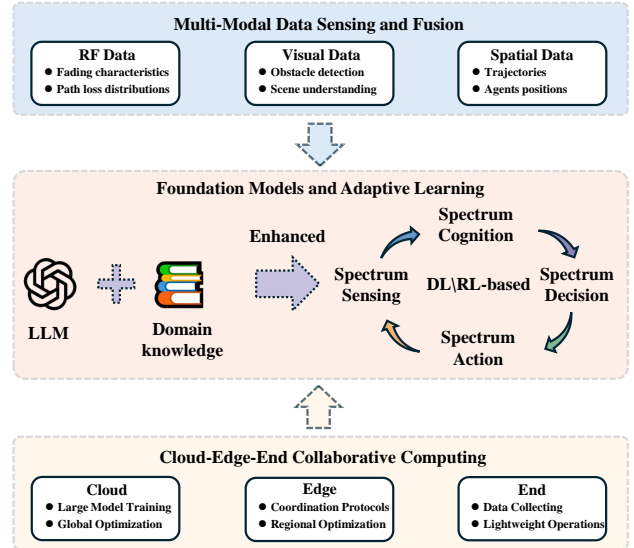 Multi-Modal Data Sensing and Fusion
RF Data
● Fading characteristics
● Path loss distributions
Visual Data
● Obstacle detection
● Scene understanding
Spatial Data
● Trajectories
● Agents positions
Foundation Models and Adaptive Learning
LLM
Domain
knowledge
Enhanced
Spectrum
Sensing
Spectrum
Cognition
DL\RL-based
Spectrum
Decision
Spectrum
Action
Cloud-Edge-End Collaborative Computing
Cloud
● Large Model Training
● Global Optimization
Edge
● Coordination Protocols
● Regional Optimization
End
● Data Collecting
● Lightweight Operations